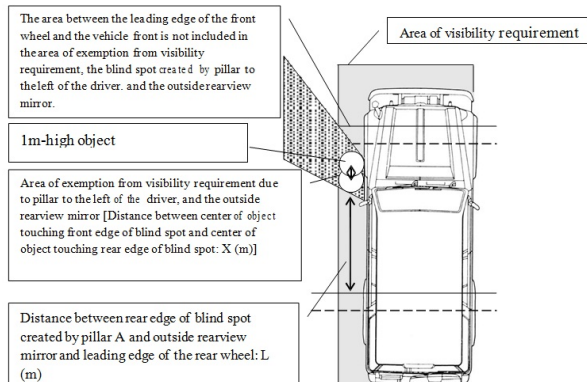 The area between the leading edge of the front
wheel and the vehicle front is not included in
the area of exemption from visibility
requirement, the blind spot created by pillar to
the left of the driver. and the outside rearview
mirror.
Area of visibility requirement
1m-high object
Area of exemption from visibility requirement due
to pillar to the left of the driver, and the outside
rearview mirror [Distance between center of object
touching front edge of blind spot and center of
object touching rear edge of blind spot: X (m)]
Distance between rear edge of blind spot
created by pillar A and outside rearview
mirror and leading edge of the rear wheel: L
(m)